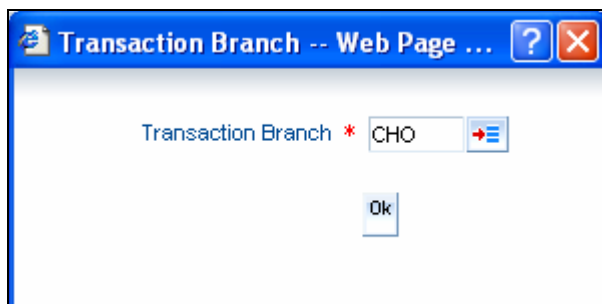 Transaction Branch -- Web Page ...
Transaction Branch * CHO
Ok